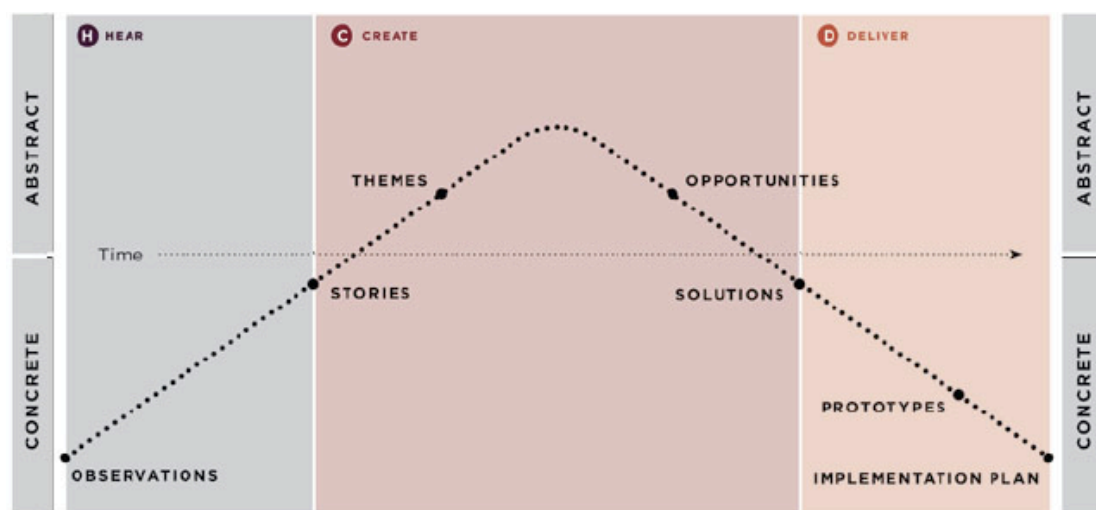 H HEAR
C CREATE
D DELIVER
ABSTRACT
ABSTRACT
THEMES
OPPORTUNITIES
Time
STORIES
SOLUTIONS
CONCRETE
CONCRETE
PROTOTYPES
OBSERVATIONS
IMPLEMENTATION PLAN